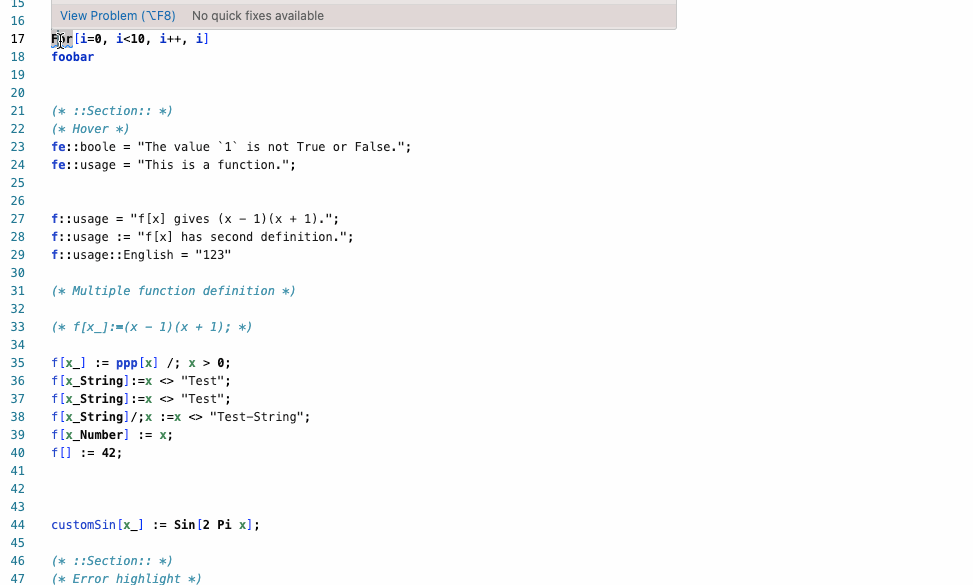 15
View Problem (⌥F8) No quick fixes available
16
17 For[i=0, i<10, i++, i]
18 foobar
19
20
21 (* ::Section:: *)
22 (* Hover *)
23 fe::boole = "The value `1` is not True or False.";
24 fe::usage = "This is a function.";
25
26
27 f::usage = "f[x] gives (x − 1)(x + 1).";
28 f::usage := "f[x] has second definition.";
29 f::usage::English = "123"
30
31 (* Multiple function definition *)
32
33 (* f[x_]:=(x − 1)(x + 1); *)
34
35 f[x_] := ppp[x] /; x > 0;
36 f[x_String]:=x <> "Test";
37 f[x_String]:=x <> "Test";
38 f[x_String]/;x :=x <> "Test−String";
39 f[x_Number] := x;
40 f[] := 42;
41
42
43
44 customSin[x_] := Sin[2 Pi x];
45
46 (* ::Section:: *)
47 (* Error highlight *)